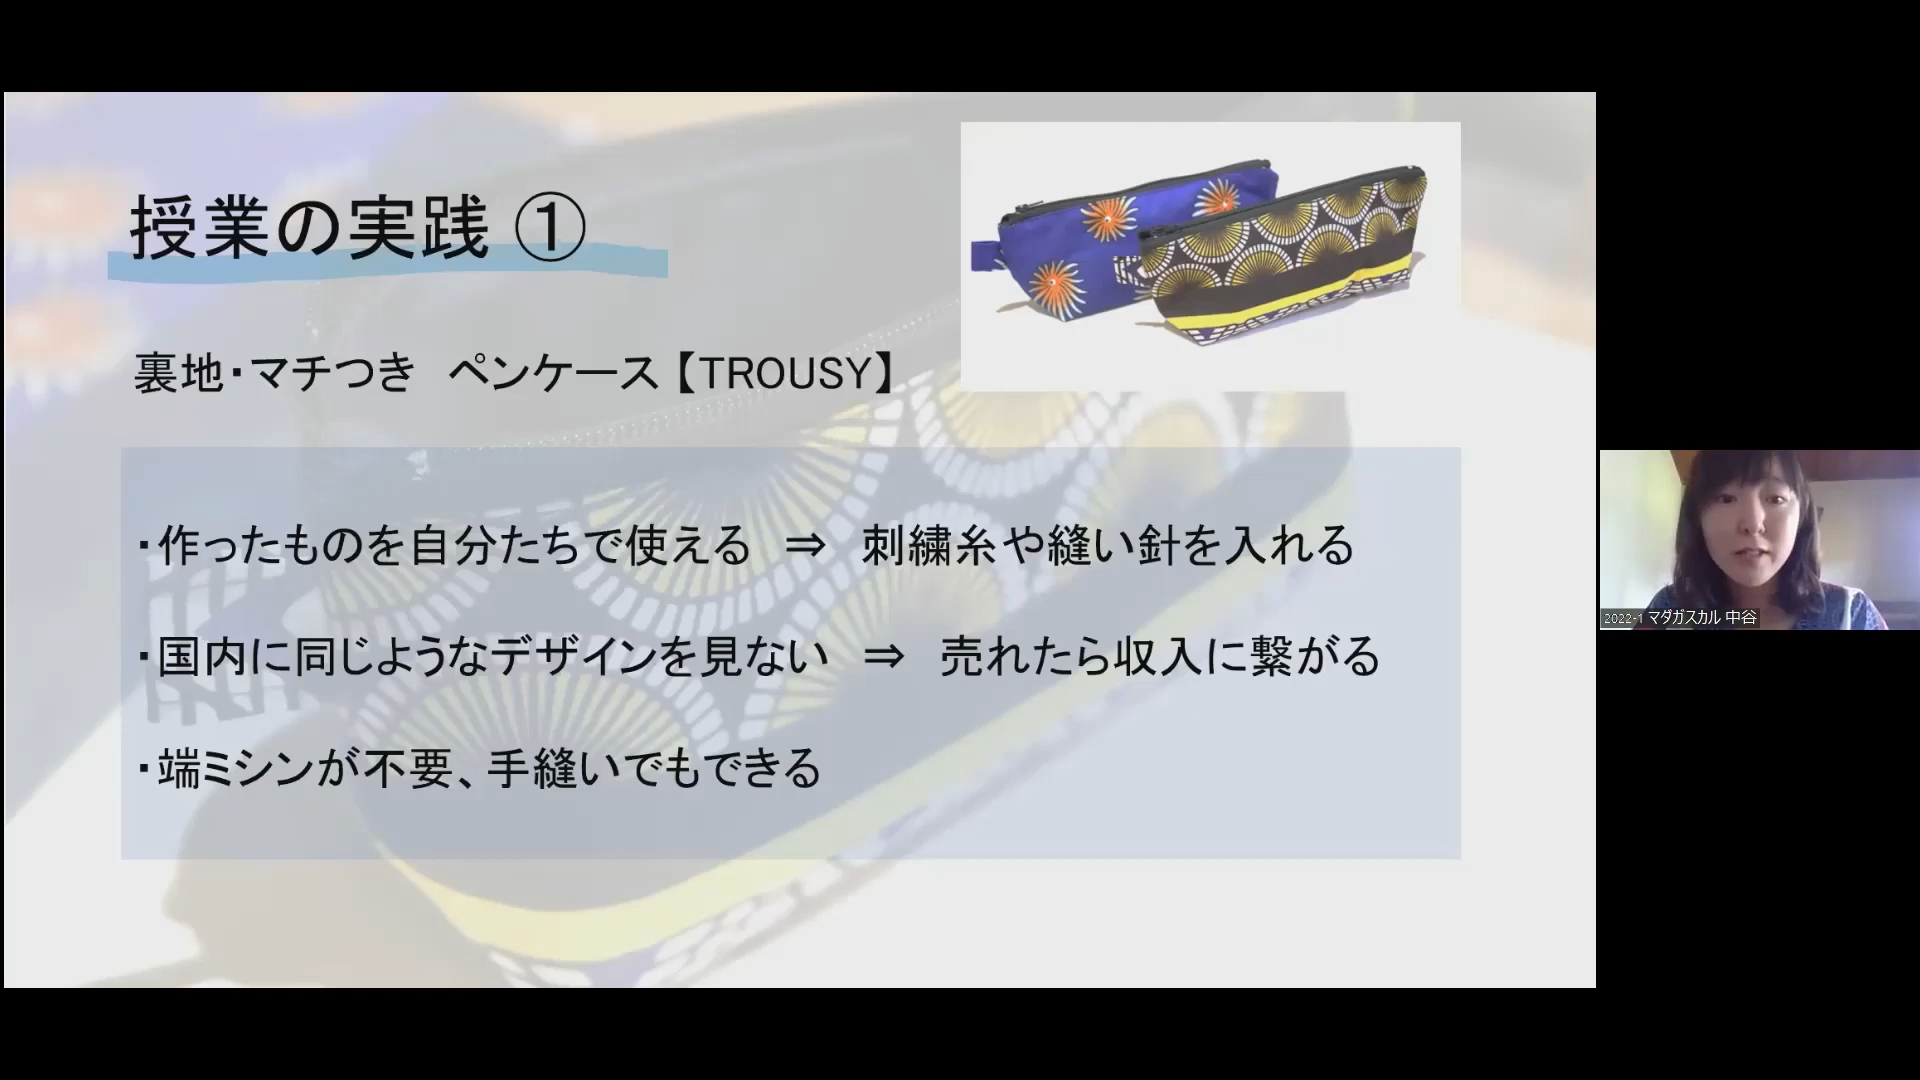 授業の実践 ①
裏地・マチつき　ペンケース【TROUSY】
・作ったものを自分たちで使える　⇒　刺繍糸や縫い針を入れる
・国内に同じようなデザインを見ない　⇒　売れたら収入に繋がる
・端ミシンが不要、手縫いでもできる
2022-1 マダガスカル 中谷